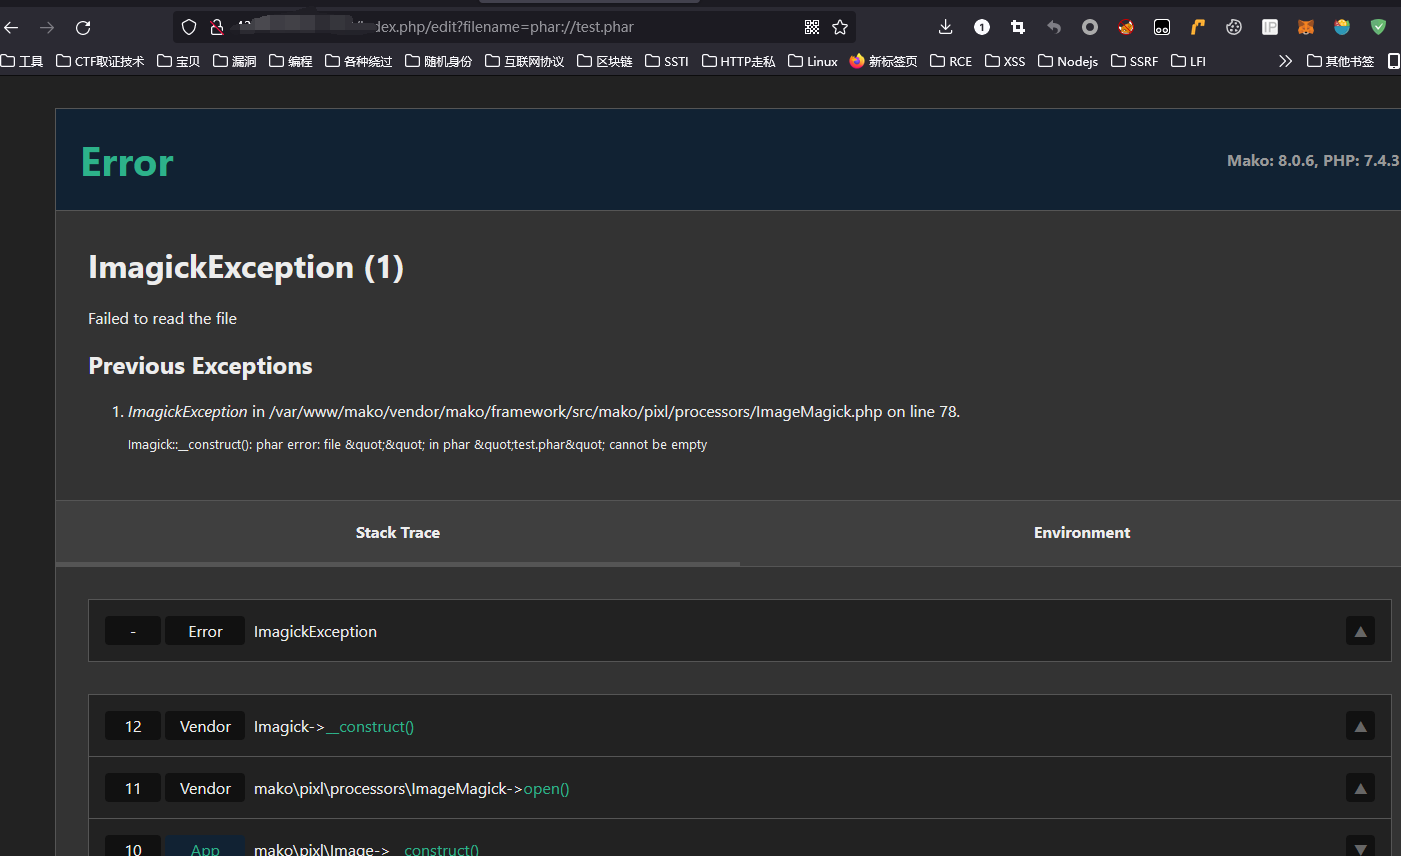 dex.php/edit?filename=phar://test.phar
工具 CTF取证技术 宝贝 漏洞 编程 各种绕过 随机身份 互联网协议 区块链 SSTI HTTP走私 Linux 新标签页 RCE XSS Nodejs SSRF LFI 其他书签
Error
Mako: 8.0.6, PHP: 7.4.3
ImagickException (1)
Failed to read the file
Previous Exceptions
1. ImagickException in /var/www/mako/vendor/mako/framework/src/mako/pixl/processors/ImageMagick.php on line 78.
Imagick::__construct(): phar error: file &quot;&quot; in phar &quot;test.phar&quot; cannot be empty
Stack Trace Environment
- Error ImagickException
12 Vendor Imagick->__construct()
11 Vendor mako\pixl\processors\ImageMagick->open()
10 App mako\pixl\Image->__construct()